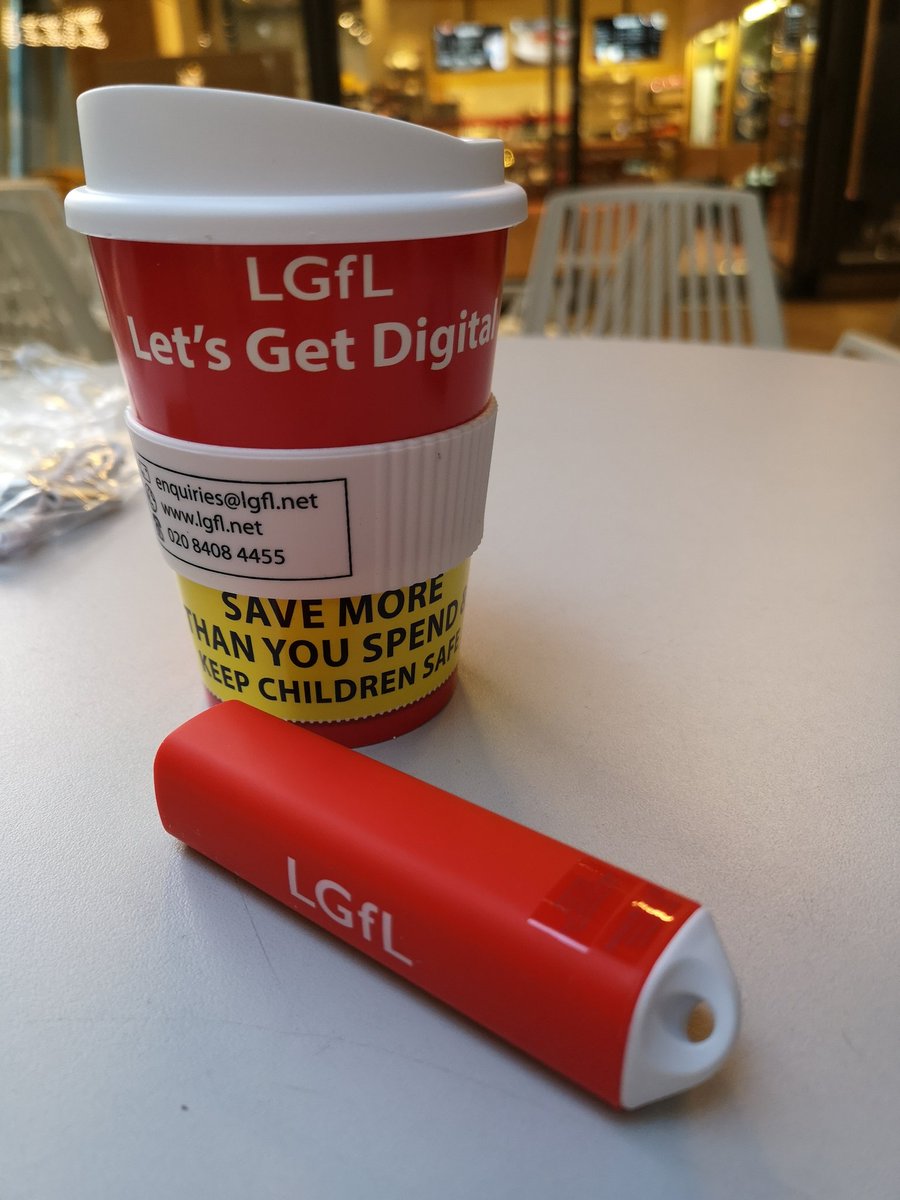 LGfL
Let's Get Digital
enquiries@lgfl.net
www.lgfl.net
020 8408 4455
SAVE MORE
THAN YOU SPEND &
KEEP CHILDREN SAFE
LGfL